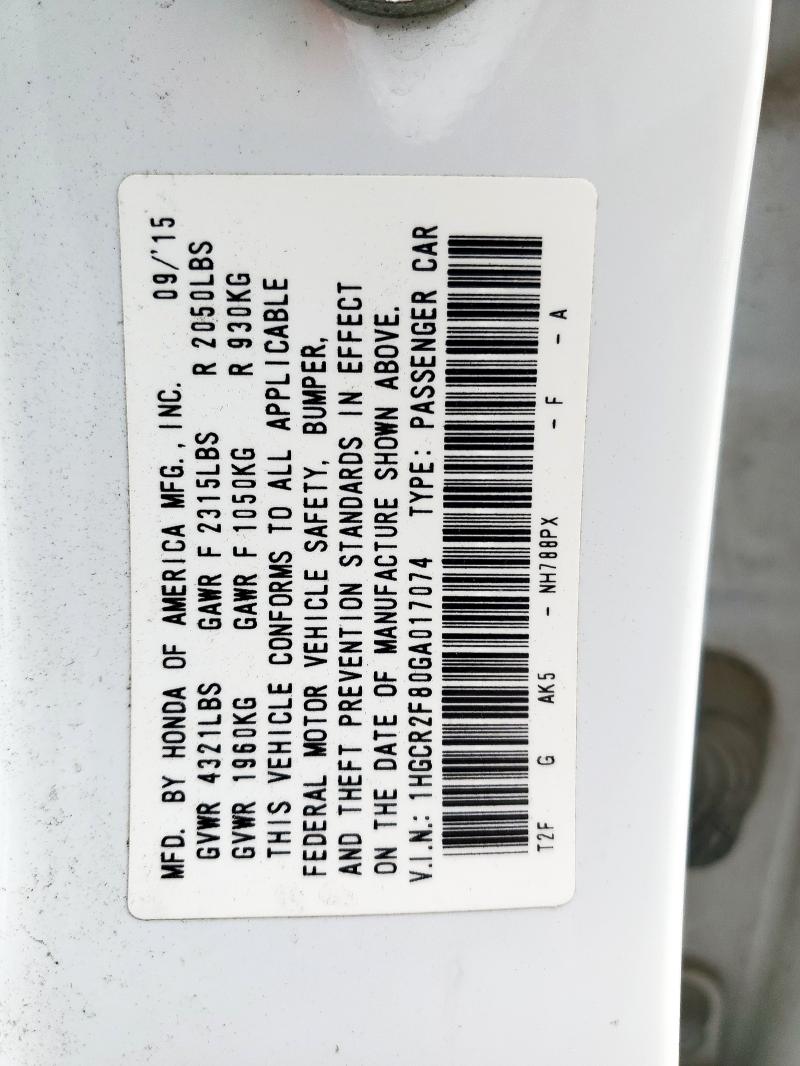 MFD. BY HONDA OF AMERICA MFG., INC. 09/'15
GVWR 4321LBS GAWR F 2315LBS R 2050LBS
GVWR 1960KG GAWR F 1050KG R 930KG
THIS VEHICLE CONFORMS TO ALL APPLICABLE
FEDERAL MOTOR VEHICLE SAFETY, BUMPER,
AND THEFT PREVENTION STANDARDS IN EFFECT
ON THE DATE OF MANUFACTURE SHOWN ABOVE.
V.I.N.: 1HGCR2F80GA017074 TYPE: PASSENGER CAR
T2F G AK5 - NH788PX - F - A